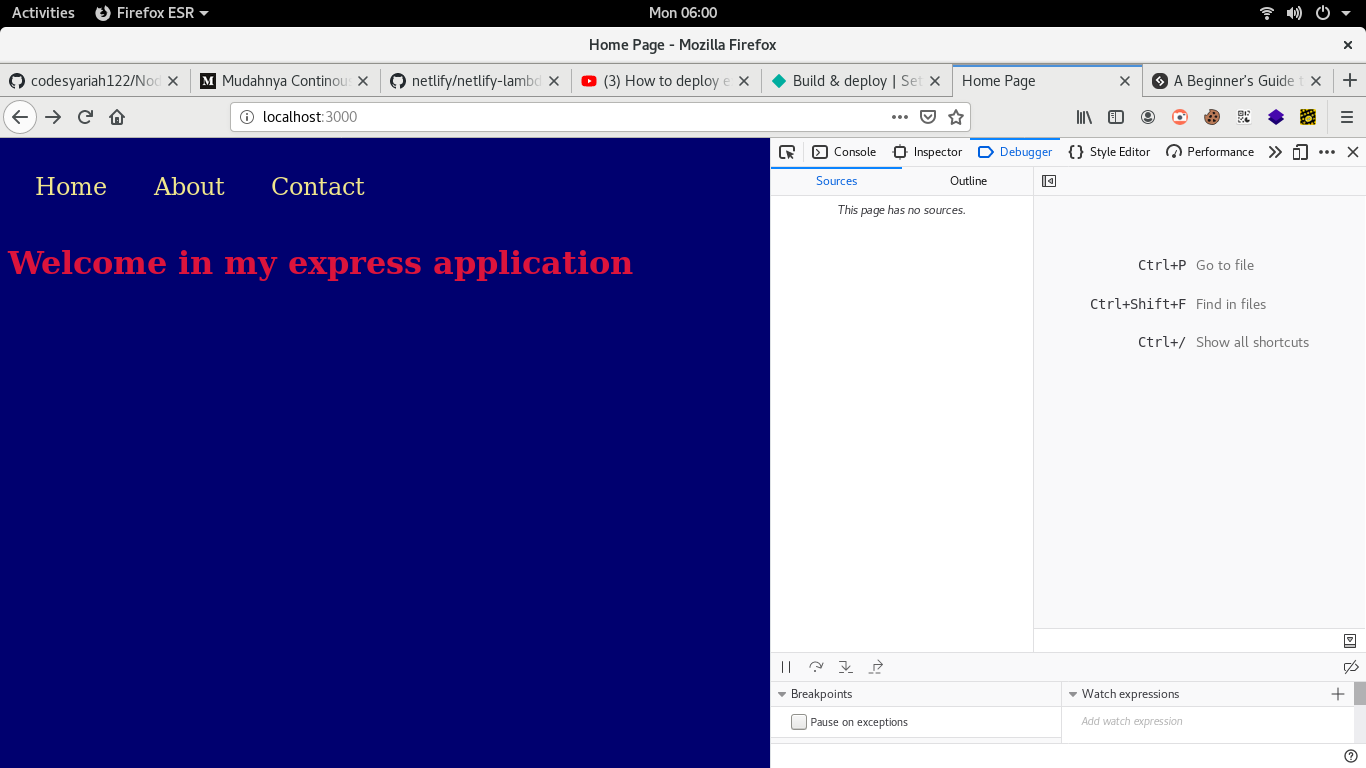 Activities Firefox ESR Mon 06:00
Home Page - Mozilla Firefox
codesyariah122/Nod Mudahnya Continous netlify/netlify-lambd (3) How to deploy e Build & deploy | Set Home Page A Beginner's Guide t
localhost:3000
Console Inspector Debugger Style Editor Performance
Sources Outline
This page has no sources.
Home About Contact
Welcome in my express application
Ctrl+P Go to file
Ctrl+Shift+F Find in files
Ctrl+/ Show all shortcuts
Breakpoints Watch expressions
Pause on exceptions Add watch expression